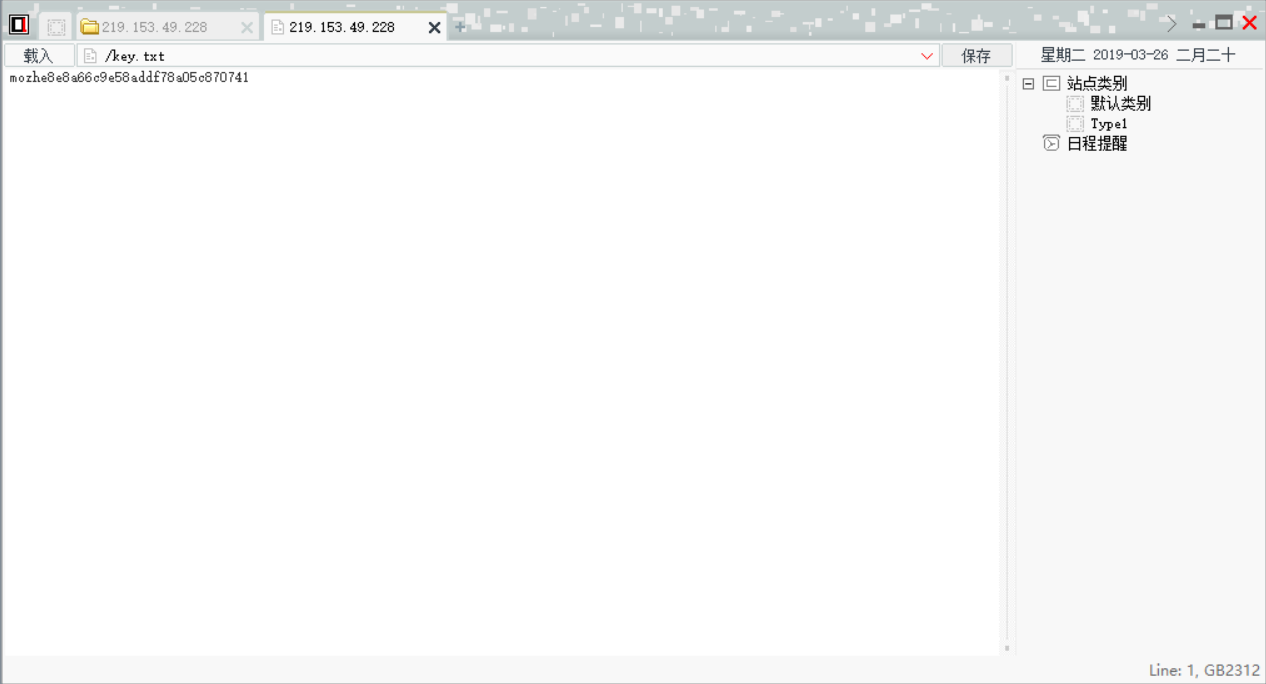 219.153.49.228
219.153.49.228
载入
/key.txt
保存
星期二 2019-03-26 二月二十
mozhe8e8a66c9e58addf78a05c870741
站点类别
默认类别
Type1
日程提醒
Line: 1, GB2312